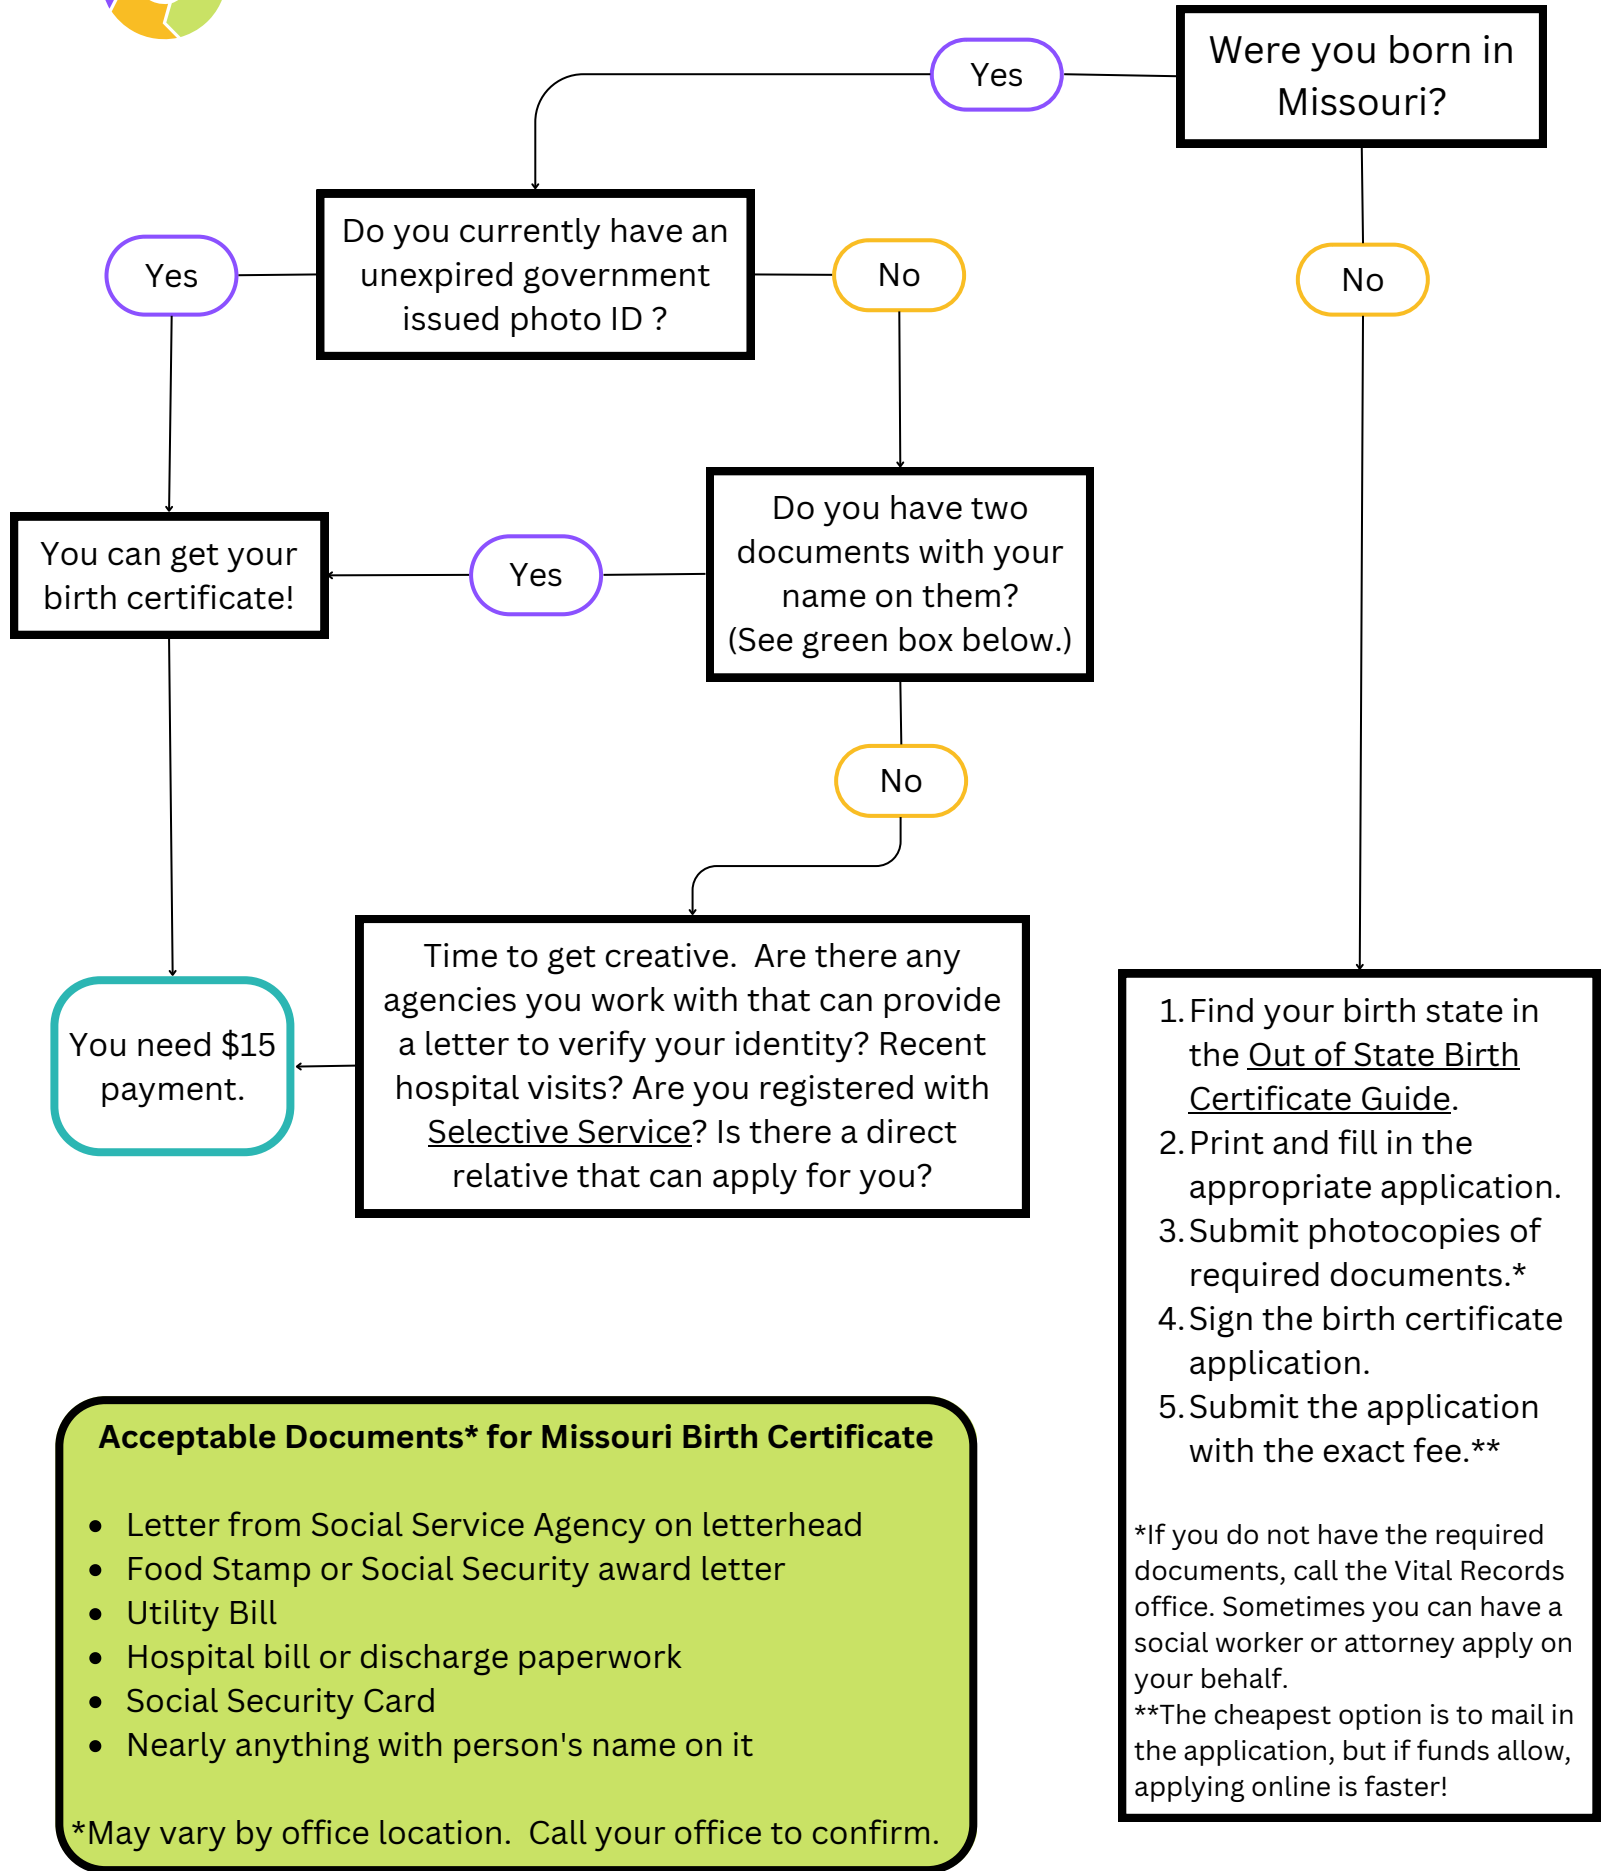 Were you born in
Missouri?
Yes
Do you currently have an
unexpired government
issued photo ID ?
Yes
No
No
Do you have two
documents with your
name on them?
(See green box below.)
You can get your
birth certificate!
Yes
No
Time to get creative.  Are there any
agencies you work with that can provide
a letter to verify your identity? Recent
hospital visits? Are you registered with
Selective Service? Is there a direct
relative that can apply for you?
You need $15
payment.
1. Find your birth state in
the Out of State Birth
Certificate Guide.
2. Print and fill in the
appropriate application.
3. Submit photocopies of
required documents.*
4. Sign the birth certificate
application.
5. Submit the application
with the exact fee.**
*If you do not have the required
documents, call the Vital Records
office. Sometimes you can have a
social worker or attorney apply on
your behalf.
**The cheapest option is to mail in
the application, but if funds allow,
applying online is faster!
Acceptable Documents* for Missouri Birth Certificate
• Letter from Social Service Agency on letterhead
• Food Stamp or Social Security award letter
• Utility Bill
• Hospital bill or discharge paperwork
• Social Security Card
• Nearly anything with person's name on it
*May vary by office location.  Call your office to confirm.